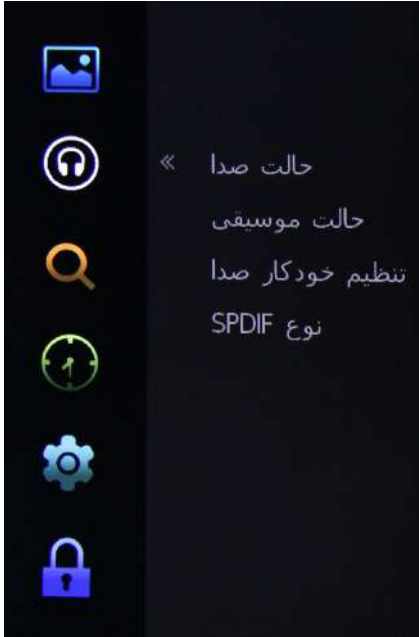 حالت صدا »
حالت موسیقی
تنظیم خودکار صدا
نوع SPDIF